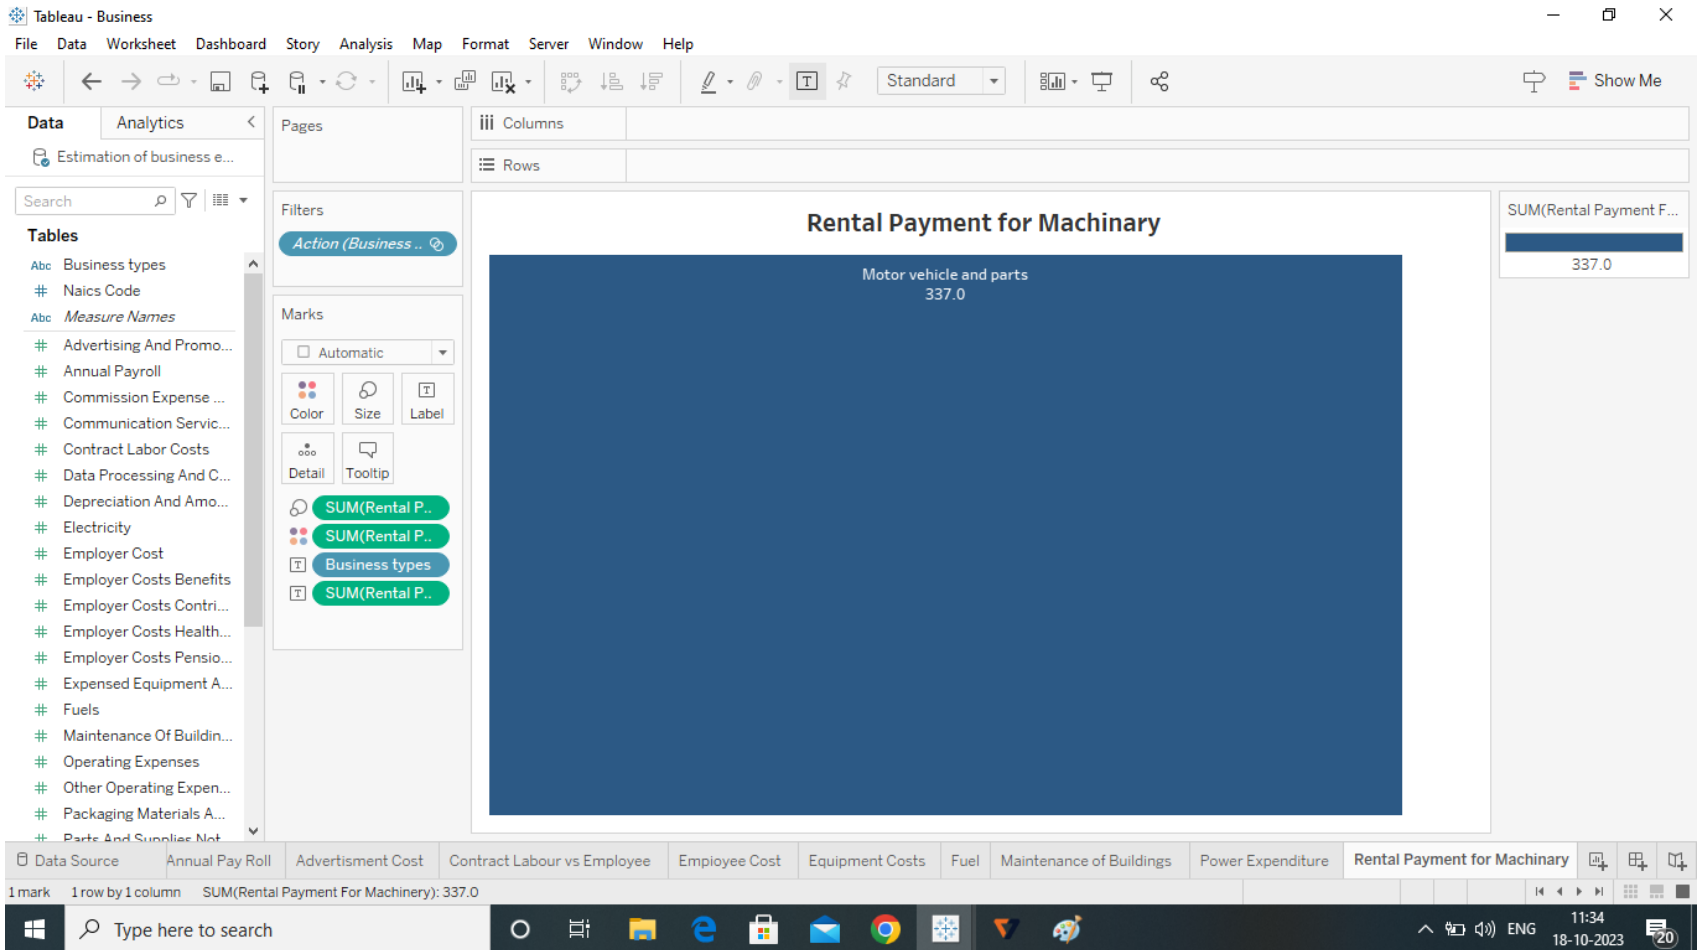 Tableau - Business
File Data Worksheet Dashboard Story Analysis Map Format Server Window Help
Standard
Show Me
Data
Analytics
Estimation of business e...
Search
Tables
Abc Business types
# Naics Code
Abc Measure Names
# Advertising And Promo...
# Annual Payroll
# Commission Expense ...
# Communication Servic...
# Contract Labor Costs
# Data Processing And C...
# Depreciation And Amo...
# Electricity
# Employer Cost
# Employer Costs Benefits
# Employer Costs Contri...
# Employer Costs Health...
# Employer Costs Pensio...
# Expensed Equipment A...
# Fuels
# Maintenance Of Buildin...
# Operating Expenses
# Other Operating Expen...
# Packaging Materials A...
# Parts And Supplies Not
Pages
Filters
Action (Business ..
Marks
Automatic
Color
Size
T
Label
Detail
Tooltip
SUM(Rental P..
SUM(Rental P..
T Business types
T SUM(Rental P..
Columns
Rows
Rental Payment for Machinary
Motor vehicle and parts
337.0
SUM(Rental Payment F...
337.0
Data Source
Annual Pay Roll
Advertisment Cost
Contract Labour vs Employee
Empioyee Cost
Equipment Costs
Fuel
Maintenance of Buildings
Power Expenditure
Rental Payment for Machinary
1 mark 1 row by 1 column SUM(Rental Payment For Machinery): 337.0
Type here to search
ENG
11:34
18-10-2023
20